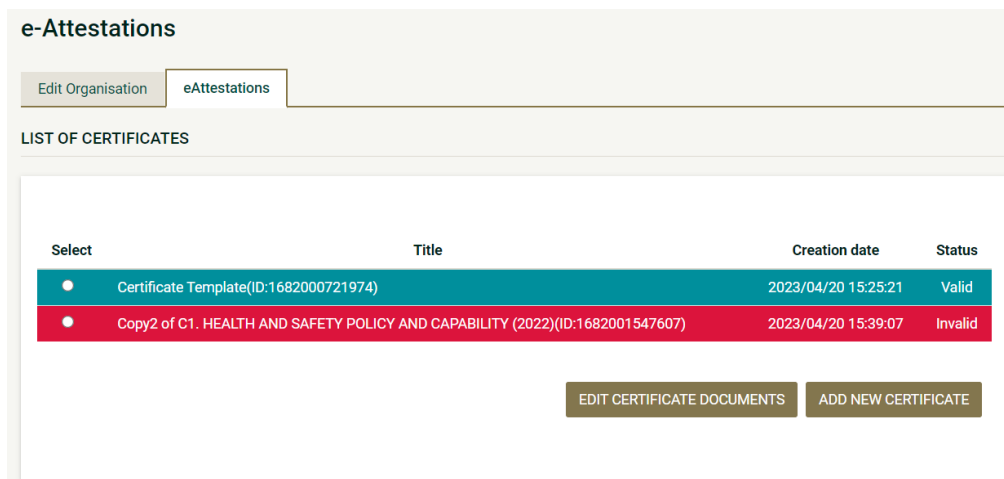 e-Attestations
Edit Organisation eAttestations
LIST OF CERTIFICATES
Select Title Creation date Status
Certificate Template(ID:1682000721974) 2023/04/20 15:25:21 Valid
Copy2 of C1. HEALTH AND SAFETY POLICY AND CAPABILITY (2022)(ID:1682001547607) 2023/04/20 15:39:07 Invalid
EDIT CERTIFICATE DOCUMENTS ADD NEW CERTIFICATE